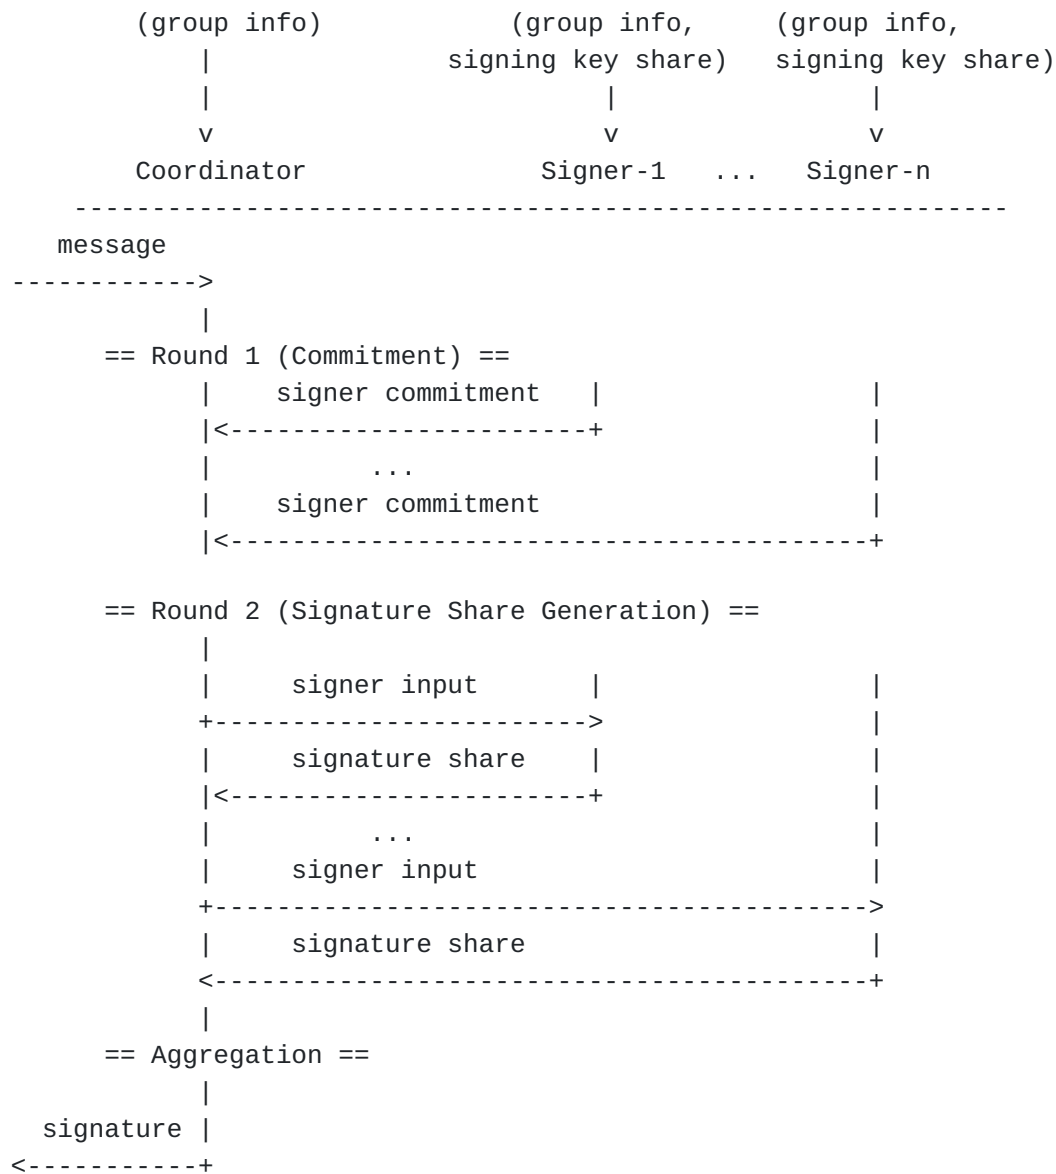 (group info)            (group info,     (group info,
            |               signing key share)   signing key share)
            |                         |                |
            v                         v                v
        Coordinator               Signer-1   ...   Signer-n
    ------------------------------------------------------------
   message
------------>
            |
      == Round 1 (Commitment) ==
            |    signer commitment   |                 |
            |<-----------------------+                 |
            |          ...                             |
            |    signer commitment                     |
            |<-----------------------------------------+

      == Round 2 (Signature Share Generation) ==
            |
            |     signer input       |                 |
            +------------------------>                 |
            |     signature share    |                 |
            |<-----------------------+                 |
            |          ...                             |
            |     signer input                         |
            +------------------------------------------>
            |     signature share                      |
            <------------------------------------------+
            |
      == Aggregation ==
            |
  signature |
<-----------+